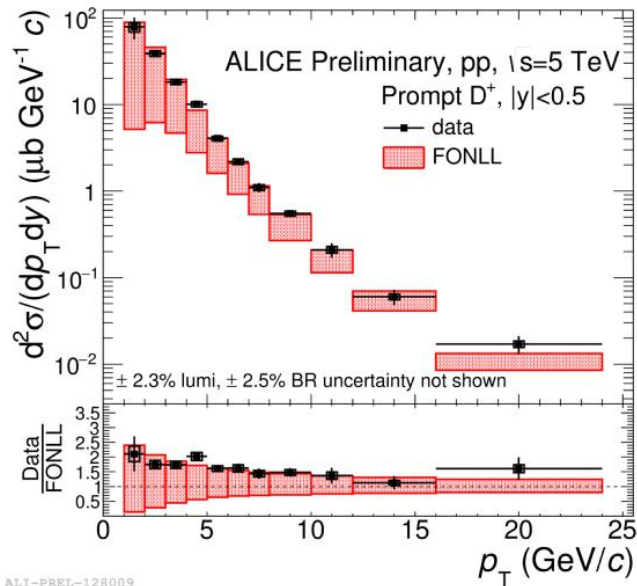 ALICE Preliminary, pp, \s=5 TeV
Prompt D⁺, |y|<0.5
data
FONLL
d²σ/(dp_T dy) (μb GeV⁻¹ c)
10²
10
1
10⁻¹
10⁻²
± 2.3% lumi, ± 2.5% BR uncertainty not shown
Data
FONLL
3.5
3
2.5
2
1.5
1
0.5
0 5 10 15 20 25
p_T (GeV/c)
ALI-PREL-128009